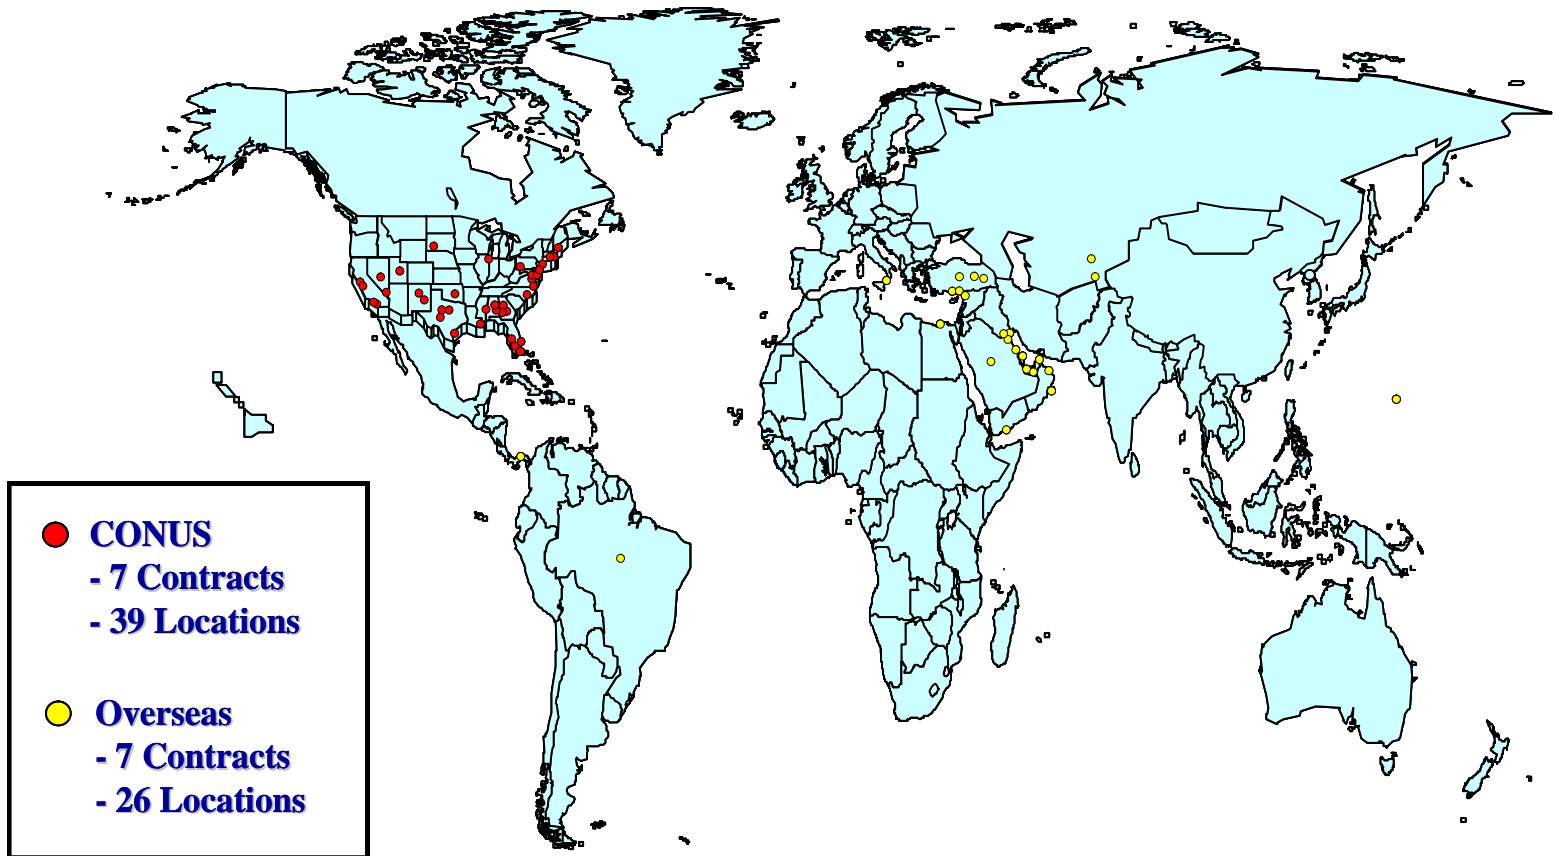 CONUS
- 7 Contracts
- 39 Locations
Overseas
- 7 Contracts
- 26 Locations